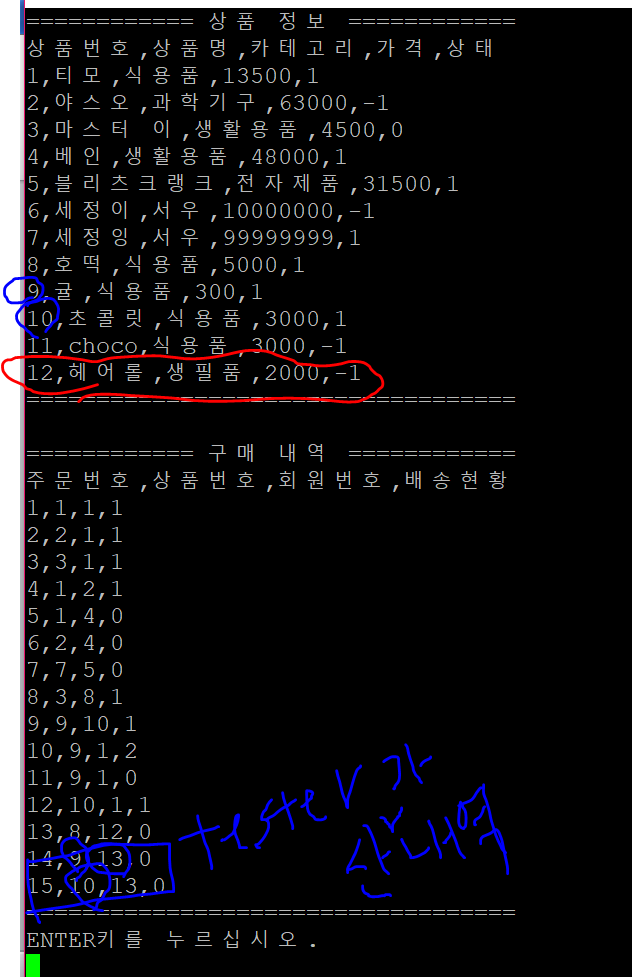 ============ 상품 정보 ============
상품번호,상품명,카테고리,가격,상태
1,티모,식용품,13500,1
2,야스오,과학기구,63000,-1
3,마스터 이,생활용품,4500,0
4,베인,생활용품,48000,1
5,블리츠크랭크,전자제품,31500,1
6,세정이,서우,10000000,-1
7,세정잉,서우,99999999,1
8,호떡,식용품,5000,1
9,귤,식용품,300,1
10,초콜릿,식용품,3000,1
11,choco,식용품,3000,-1
12,헤어롤,생필품,2000,-1
===================================
============ 구매 내역 ============
주문번호,상품번호,회원번호,배송현황
1,1,1,1
2,2,1,1
3,3,1,1
4,1,2,1
5,1,4,0
6,2,4,0
7,7,5,0
8,3,8,1
9,9,10,1
10,9,1,2
11,9,1,0
12,10,1,1
13,8,12,0
14,9,13,0
15,10,13,0
tester가
산내역
===================================
ENTER키를 누르십시오.